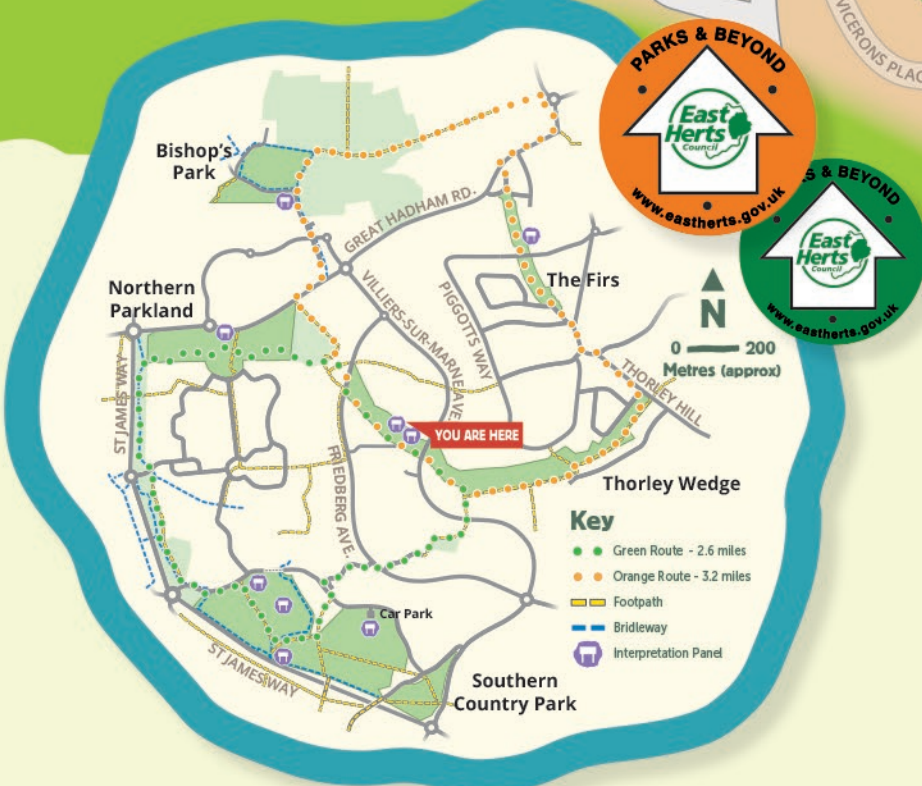 VICERONS PLAC
PARKS & BEYOND
East
Herts
Council
www.eastherts.gov.uk
KS & BEYOND
East
Herts
Council
www.eastherts.gov.uk
Bishop's
Park
GREAT HADHAM RD.
The Firs
Northern
Parkland
VILLIERS-SUR-MARNE AVE.
PIGGOTTS WAY
N
0 200
Metres (approx)
THORLEY HILL
ST JAMES WAY
YOU ARE HERE
FRIEDBERG AVE.
Thorley Wedge
Key
Green Route - 2.6 miles
Orange Route - 3.2 miles
Footpath
Bridleway
Interpretation Panel
Car Park
ST JAMES WAY
Southern
Country Park